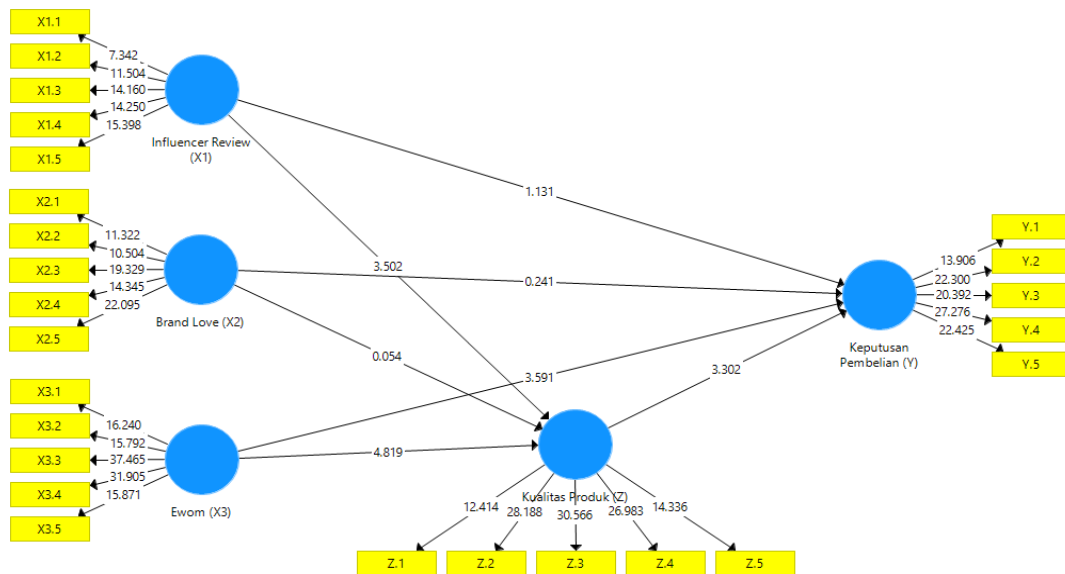 X1.1
X1.2
X1.3
X1.4
X1.5
7.342
11.504
14.160
14.250
15.398
Influencer Review
(X1)
X2.1
X2.2
X2.3
X2.4
X2.5
11.322
10.504
19.329
14.345
22.095
Brand Love (X2)
X3.1
X3.2
X3.3
X3.4
X3.5
16.240
15.792
37.465
31.905
15.871
Ewom (X3)
1.131
3.502
0.241
0.054
3.591
4.819
3.302
Kualitas Produk (Z)
12.414
28.188
30.566
26.983
14.336
Z.1
Z.2
Z.3
Z.4
Z.5
Keputusan
Pembelian (Y)
13.906
22.300
20.392
27.276
22.425
Y.1
Y.2
Y.3
Y.4
Y.5